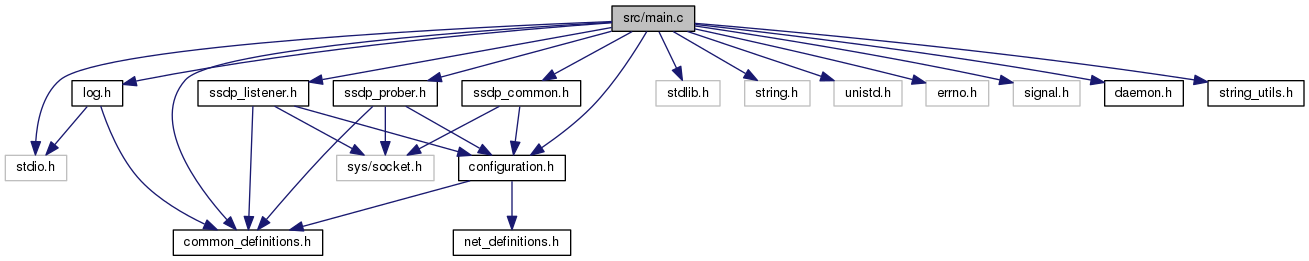 src/main.c
log.h
ssdp_listener.h
ssdp_prober.h
ssdp_common.h
stdlib.h
string.h
unistd.h
errno.h
signal.h
daemon.h
string_utils.h
stdio.h
sys/socket.h
configuration.h
common_definitions.h
net_definitions.h